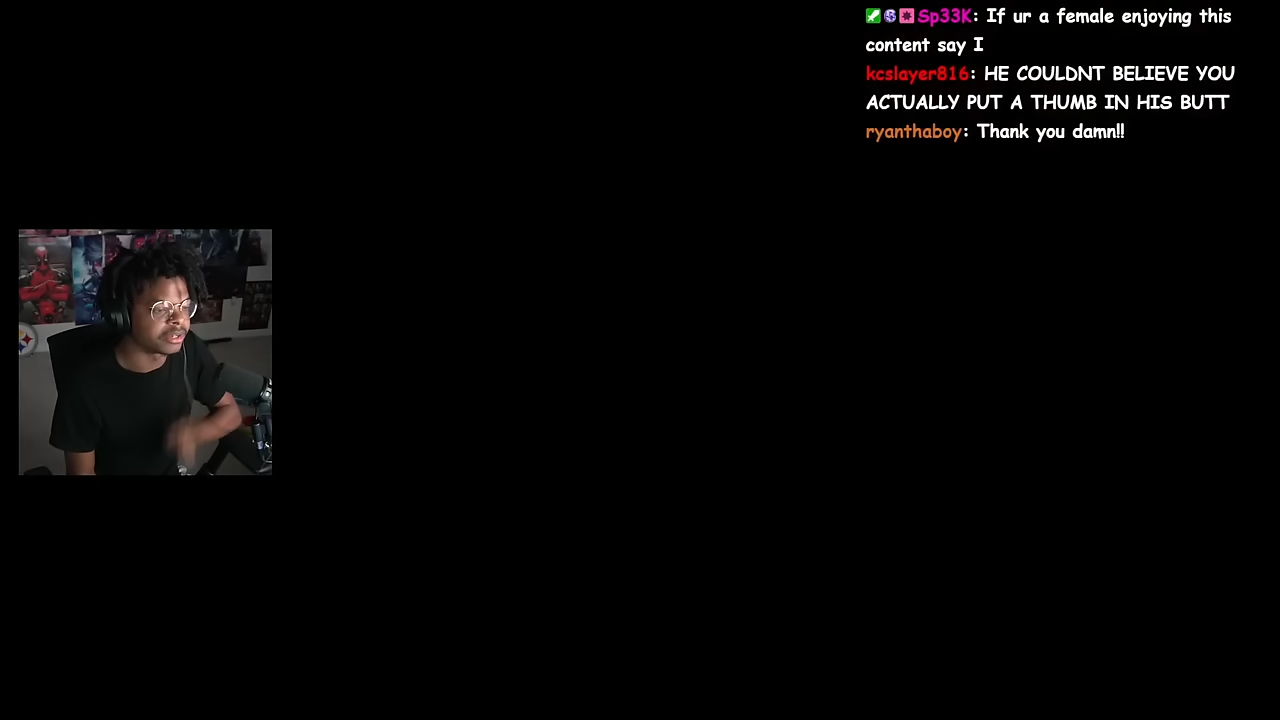 Sp33K: If ur a female enjoying this
content say I
kcslayer816: HE COULDNT BELIEVE YOU
ACTUALLY PUT A THUMB IN HIS BUTT
ryanthaboy: Thank you damn!!